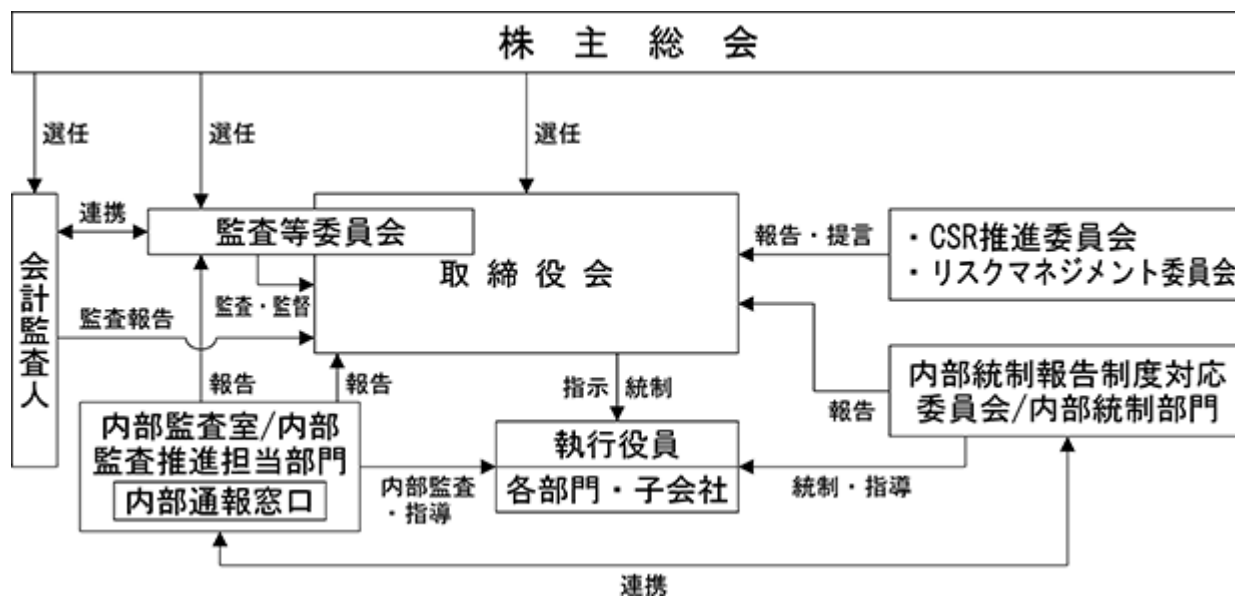 株主総会
選任
選任
選任
連携
監査等委員会
報告・提言
・CSR推進委員会
・リスクマネジメント委員会
取締役会
会計監査人
監査・監督
監査報告
報告
報告
指示
統制
報告
内部統制報告制度対応
委員会/内部統制部門
内部監査室/内部
監査推進担当部門
内部通報窓口
執行役員
各部門・子会社
内部監査
・指導
統制・指導
連携